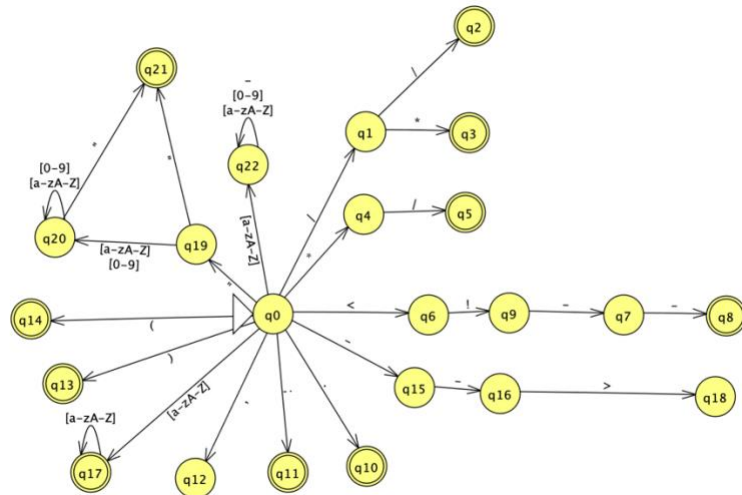 q2
q21
-
[0-9]
[a-zA-Z]
/
"
q1
*
q3
"
[0-9]
[a-zA-Z]
q22
/
q4
/
q5
q20
[a-zA-Z]
[0-9]
q19
[a-zA-Z]
*
"
q14
(
q0
<
q6
!
q9
-
q7
-
q8
)
-
q13
[a-zA-Z]
q15
-
q16
>
q18
[a-zA-Z]
q17
q12
q11
q10